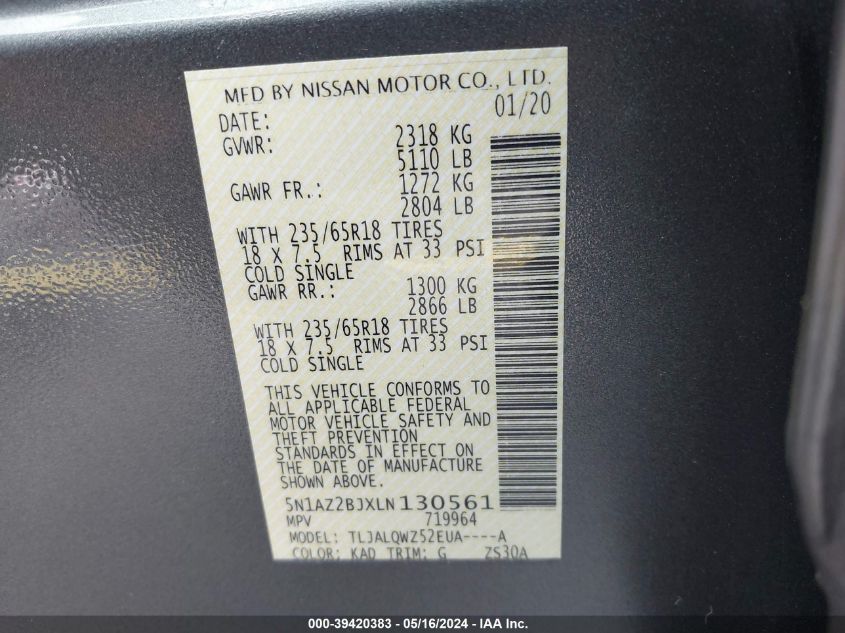 MFD BY NISSAN MOTOR CO., LTD.
DATE: 01/20
GVWR: 2318 KG
5110 LB
GAWR FR.: 1272 KG
2804 LB
WITH 235/65R18 TIRES
18 X 7.5 RIMS AT 33 PSI
COLD SINGLE
GAWR RR.: 1300 KG
2866 LB
WITH 235/65R18 TIRES
18 X 7.5 RIMS AT 33 PSI
COLD SINGLE
THIS VEHICLE CONFORMS TO
ALL APPLICABLE FEDERAL
MOTOR VEHICLE SAFETY AND
THEFT PREVENTION
STANDARDS IN EFFECT ON
THE DATE OF MANUFACTURE
SHOWN ABOVE.
5N1AZ2BJXLN130561
MPV 719964
MODEL: TLJALQWZ52EUA----A
COLOR: KAD TRIM: G ZS30A
000-39420383 - 05/16/2024 - IAA Inc.